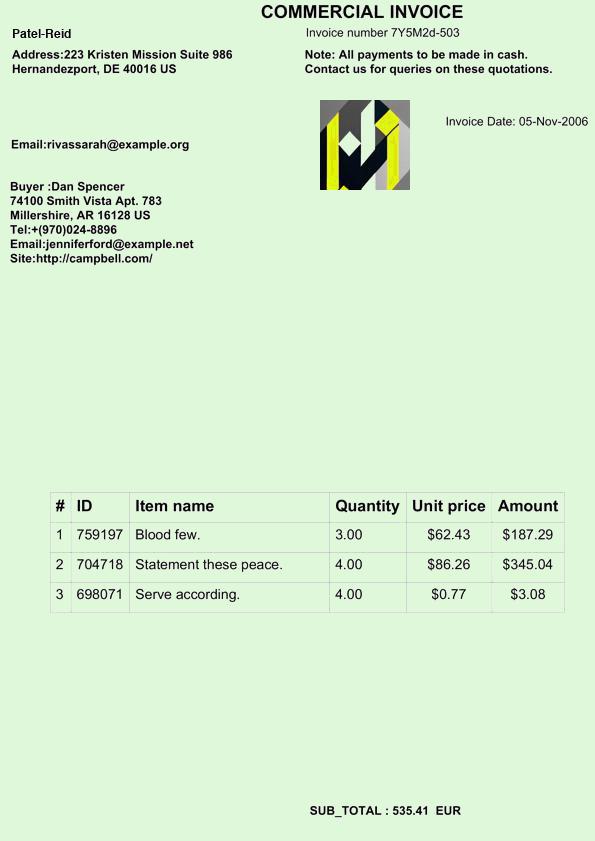 COMMERCIAL INVOICE
Patel-Reid
Invoice number 7Y5M2d-503
Address:223 Kristen Mission Suite 986
Hernandezport, DE 40016 US
Note: All payments to be made in cash.
Contact us for queries on these quotations.
Invoice Date: 05-Nov-2006
Email:rivassarah@example.org
Buyer :Dan Spencer
74100 Smith Vista Apt. 783
Millershire, AR 16128 US
Tel:+(970)024-8896
Email:jenniferford@example.net
Site:http://campbell.com/
# ID Item name Quantity Unit price Amount
1 759197 Blood few. 3.00 $62.43 $187.29
2 704718 Statement these peace. 4.00 $86.26 $345.04
3 698071 Serve according. 4.00 $0.77 $3.08
SUB_TOTAL : 535.41 EUR